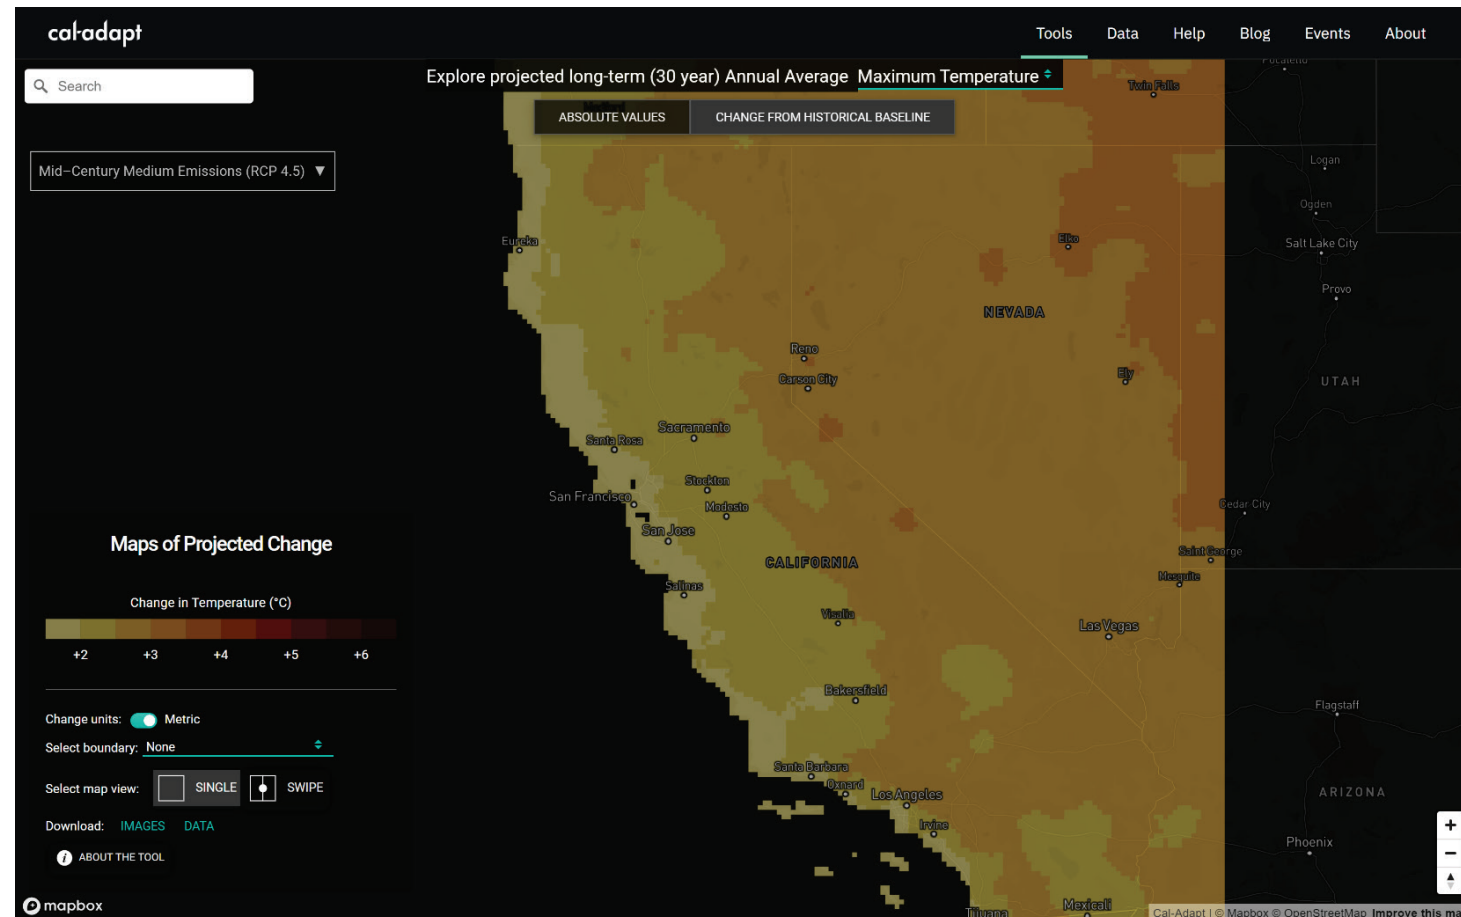 cal-adapt
Tools Data Help Blog Events About
Search
Explore projected long-term (30 year) Annual Average Maximum Temperature
ABSOLUTE VALUES CHANGE FROM HISTORICAL BASELINE
Mid–Century Medium Emissions (RCP 4.5) ▼
Twin Falls
Logan
Ogden
Eureka
Elko
Salt Lake City
Provo
NEVADA
Reno
Carson City
Ely
UTAH
Sacramento
Santa Rosa
Stockton
San Francisco
Modesto
Cedar City
San Jose
Saint George
CALIFORNIA
Mesquite
Salinas
Visalia
Las Vegas
Bakersfield
Flagstaff
Santa Barbara
Oxnard
Los Angeles
ARIZONA
Irvine
Phoenix
Mexicali
Tijuana
Maps of Projected Change
Change in Temperature (°C)
+2 +3 +4 +5 +6
Change units: Metric
Select boundary: None
Select map view: SINGLE SWIPE
Download: IMAGES DATA
i ABOUT THE TOOL
mapbox
+
−
Cal-Adapt | © Mapbox © OpenStreetMap Improve this ma